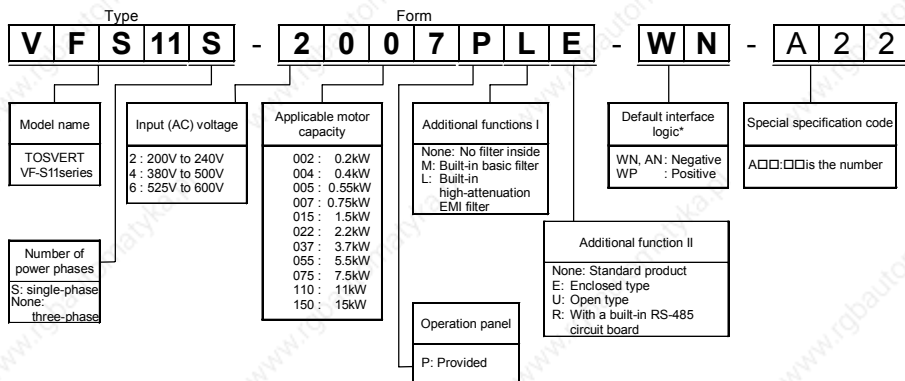 Type Form
V F S 11 S - 2 0 0 7 P L E - W N - A 2 2
Model name
TOSVERT
VF-S11series
Number of
power phases
S: single-phase
None:
three-phase
Input (AC) voltage
2 : 200V to 240V
4 : 380V to 500V
6 : 525V to 600V
Applicable motor
capacity
002 : 0.2kW
004 : 0.4kW
005 : 0.55kW
007 : 0.75kW
015 : 1.5kW
022 : 2.2kW
037 : 3.7kW
055 : 5.5kW
075 : 7.5kW
110 : 11kW
150 : 15kW
Operation panel
P: Provided
Additional functions I
None: No filter inside
M: Built-in basic filter
L: Built-in
high-attenuation
EMI filter
Additional function II
None: Standard product
E: Enclosed type
U: Open type
R: With a built-in RS-485
circuit board
Default interface
logic*
WN, AN: Negative
WP : Positive
Special specification code
A□□:□□is the number